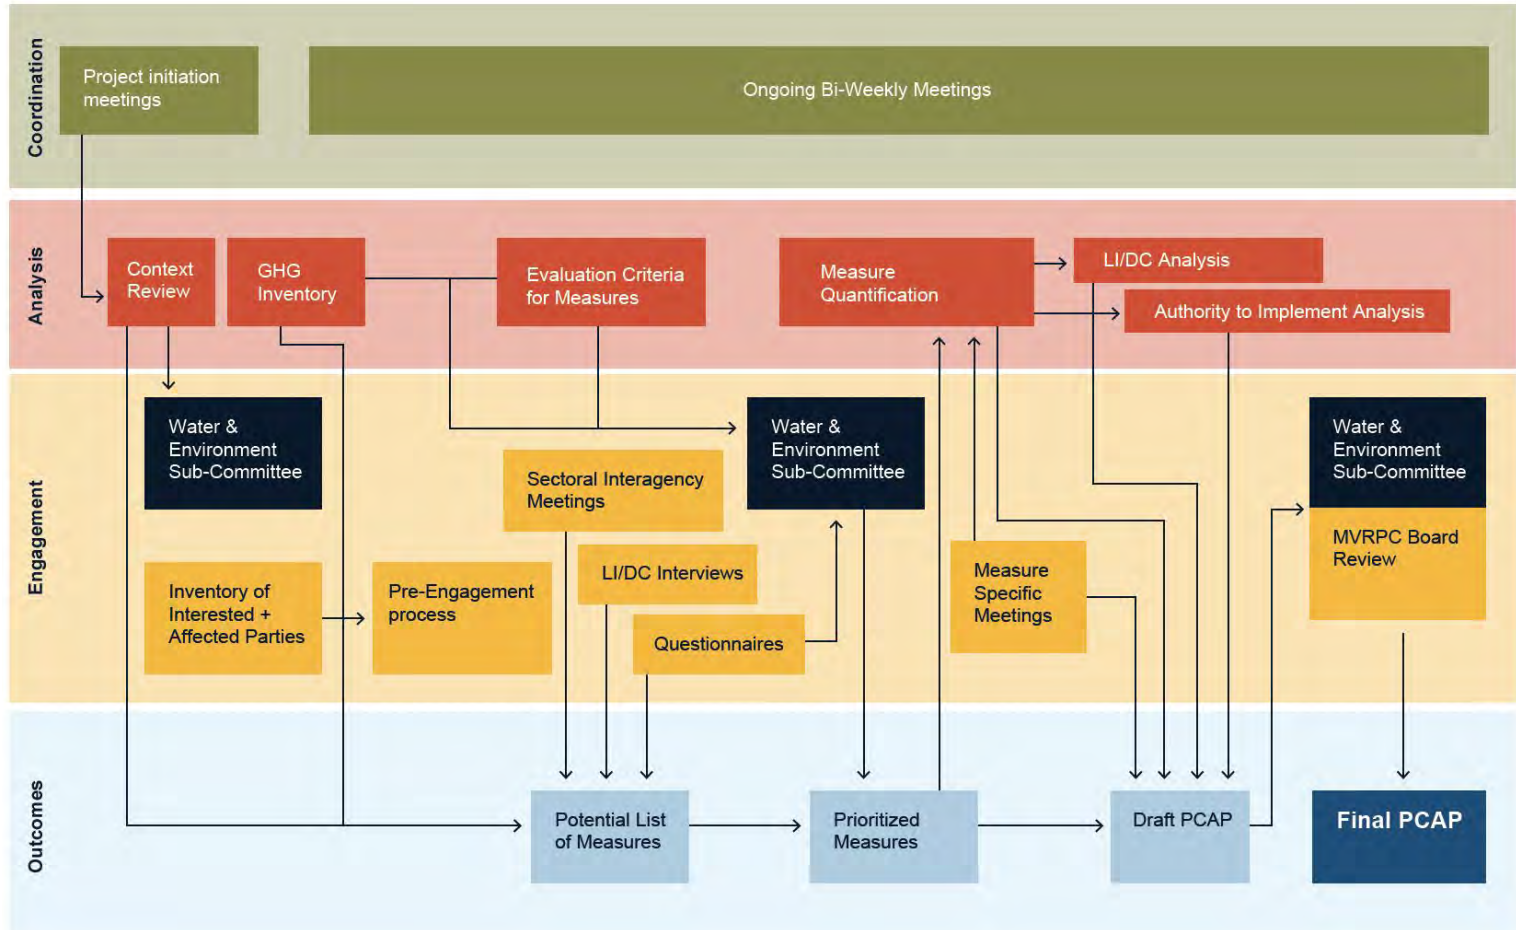 Coordination
Project initiation
meetings
Ongoing Bi-Weekly Meetings
Analysis
Context
Review
GHG
Inventory
Evaluation Criteria
for Measures
Measure
Quantification
LI/DC Analysis
Authority to Implement Analysis
Engagement
Water &
Environment
Sub-Committee
Water &
Environment
Sub-Committee
Water &
Environment
Sub-Committee
Sectoral Interagency
Meetings
LI/DC Interviews
Questionnaires
Inventory of
Interested +
Affected Parties
Pre-Engagement
process
Measure
Specific
Meetings
MVRPC Board
Review
Outcomes
Potential List
of Measures
Prioritized
Measures
Draft PCAP
Final PCAP